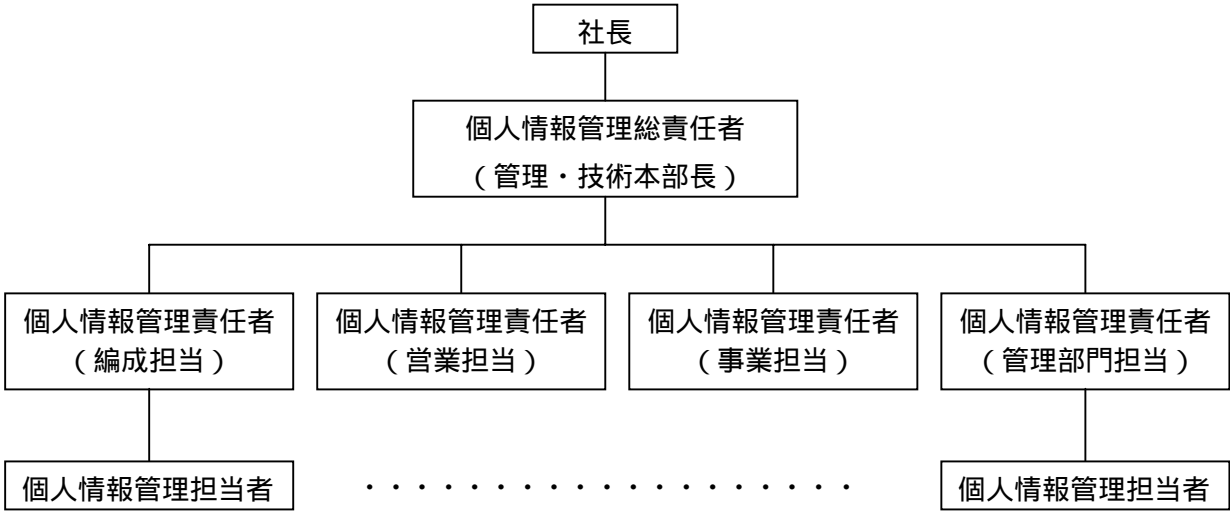 社長
個人情報管理総責任者
（管理・技術本部長）
個人情報管理責任者
（編成担当）
個人情報管理責任者
（営業担当）
個人情報管理責任者
（事業担当）
個人情報管理責任者
（管理部門担当）
個人情報管理担当者
・・・・・・・・・・・・・・・・・・・
個人情報管理担当者